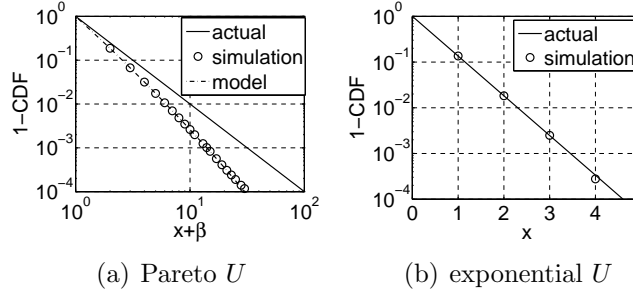 10^0
10^-1
10^-2
10^-3
10^-4
1−CDF
10^0
10^1
10^2
x+β
actual
simulation
model
(a) Pareto U
10^0
10^-1
10^-2
10^-3
10^-4
1−CDF
0 1 2 3 4
x
actual
simulation
(b) exponential U